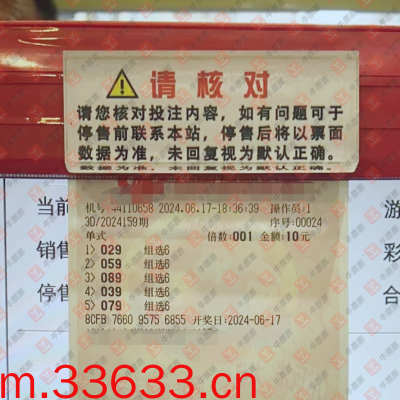 请核对
请您核对投注内容，如有问题可于
停售前联系本站，停售后将以票面
数据为准，未回复视为默认正确。
机号 44110658 2024.06.17-18:36:39 操作员:1
3D/2024159期 序号:00024
单式 倍数:001 金额:10元
1> 029 组选6
2> 059 组选6
3> 089 组选6
4> 039 组选6
5> 079 组选6
8CFB 7660 9575 6855 开奖日:2024-06-17
当前
销售
停售
游
彩
合
m.33633.cn